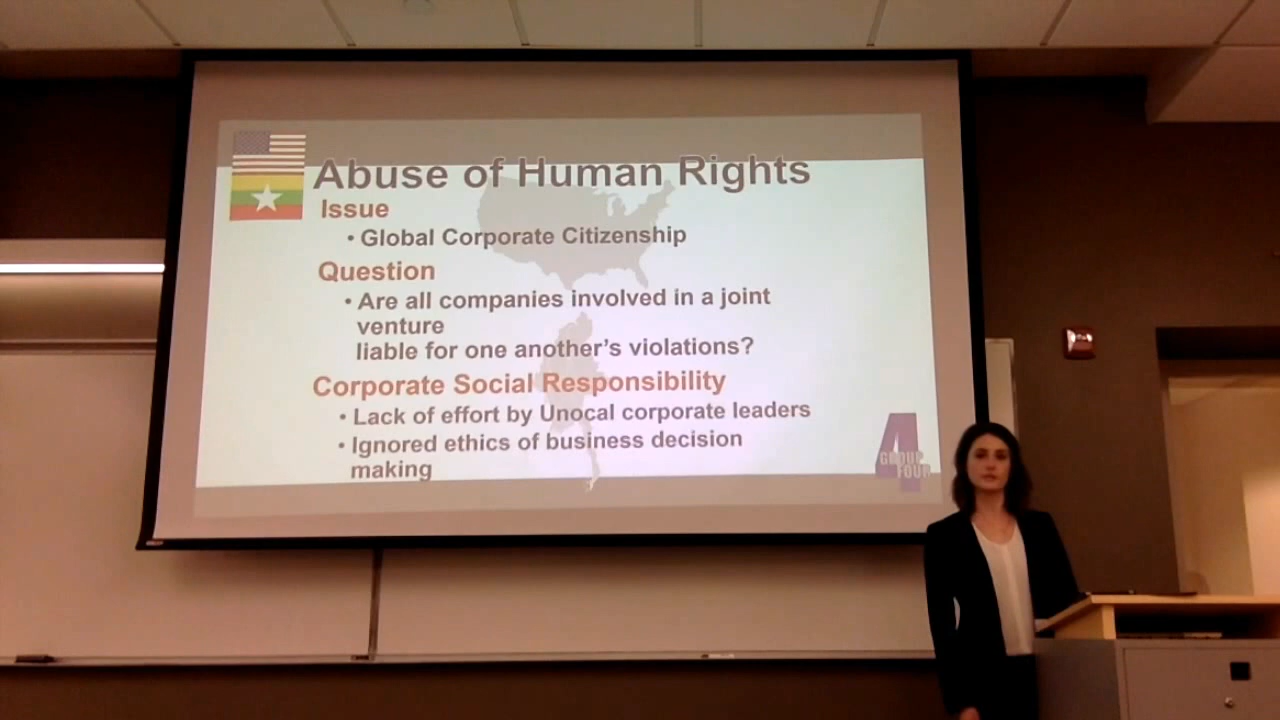 Abuse of Human Rights
Issue
• Global Corporate Citizenship
Question
• Are all companies involved in a joint
venture
liable for one another's violations?
Corporate Social Responsibility
• Lack of effort by Unocal corporate leaders
• Ignored ethics of business decision
making
4
GROUP
FOUR